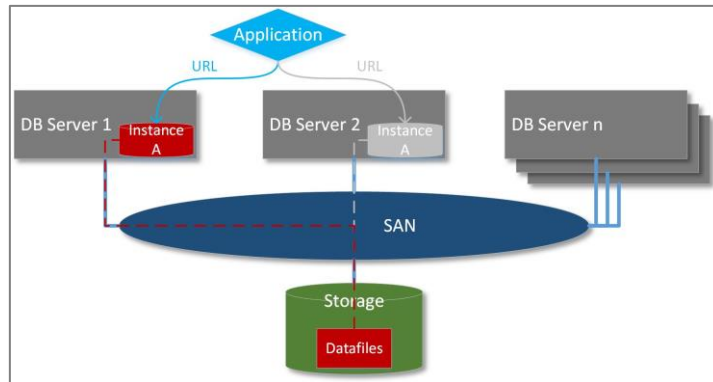 Application
URL
URL
DB Server 1
Instance
A
DB Server 2
Instance
A
DB Server n
SAN
Storage
Datafiles